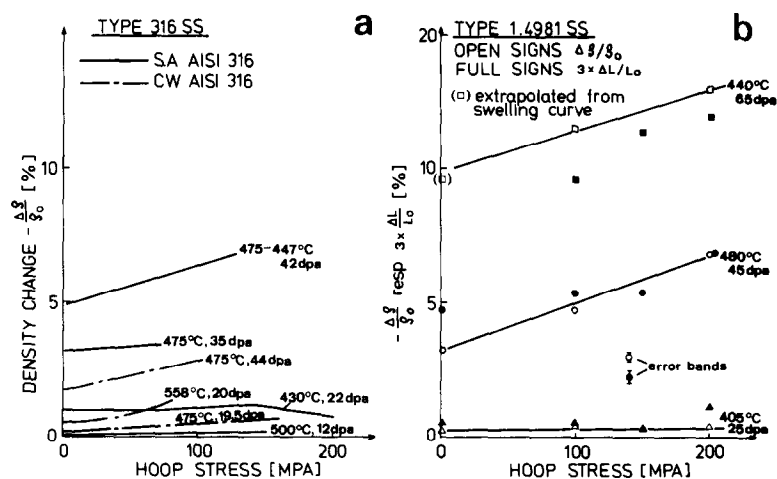 TYPE 316 SS
a
S.A AISI 316
C.W AISI 316
DENSITY CHANGE - Δϱ/ϱ₀ [%]
10
5
0
475-447°C
42dpa
475°C, 35dpa
475°C, 44dpa
558°C, 20dpa
430°C, 22dpa
475°C, 19.5dpa
500°C, 12dpa
0
100
200
HOOP STRESS [MPA]
TYPE 1.4981 SS
b
OPEN SIGNS Δϱ/ϱ₀
FULL SIGNS 3×ΔL/L₀
(□) extrapolated from
swelling curve
- Δϱ/ϱ₀ resp 3× ΔL/L₀ [%]
20
10
5
0
440°C
65dpa
480°C
45dpa
error bands
405°C
25dpa
0
100
200
HOOP STRESS [MPA]